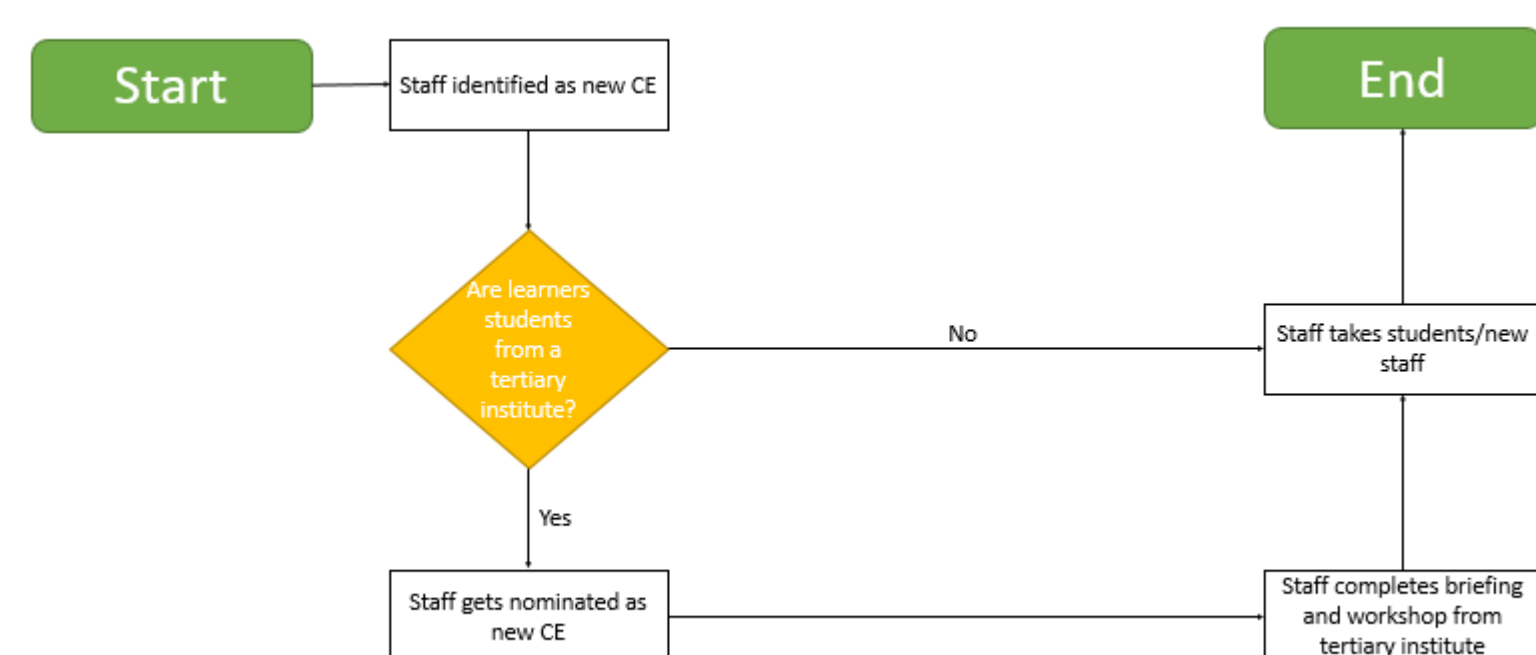 Start
Staff identified as new CE
End
Are learners
students
from a
tertiary
institute?
No
Staff takes students/new
staff
Yes
Staff gets nominated as
new CE
Staff completes briefing
and workshop from
tertiary institute